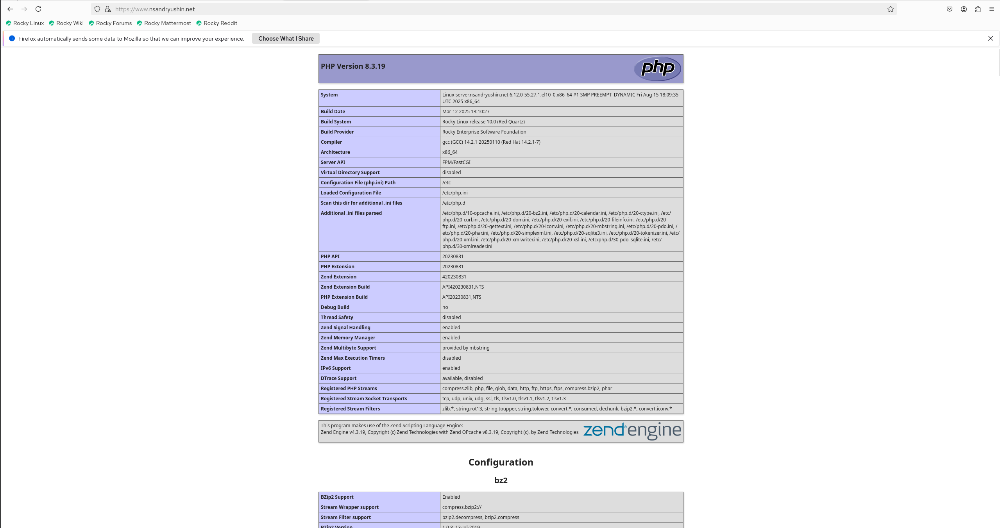 https://www.nsandryushin.net
Rocky Linux Rocky Wiki Rocky Forums Rocky Mattermost Rocky Reddit
Firefox automatically sends some data to Mozilla so that we can improve your experience. Choose What I Share
PHP Version 8.3.19
php
System Linux server.nsandryushin.net 6.12.0-55.27.1.el10_0.x86_64 #1 SMP PREEMPT_DYNAMIC Fri Aug 15 18:09:35
UTC 2025 x86_64
Build Date Mar 12 2025 13:10:27
Build System Rocky Linux release 10.0 (Red Quartz)
Build Provider Rocky Enterprise Software Foundation
Compiler gcc (GCC) 14.2.1 20250110 (Red Hat 14.2.1-7)
Architecture x86_64
Server API FPM/FastCGI
Virtual Directory Support disabled
Configuration File (php.ini) Path /etc
Loaded Configuration File /etc/php.ini
Scan this dir for additional .ini files /etc/php.d
Additional .ini files parsed /etc/php.d/10-opcache.ini, /etc/php.d/20-bz2.ini, /etc/php.d/20-calendar.ini, /etc/php.d/20-ctype.ini, /etc/
php.d/20-curl.ini, /etc/php.d/20-dom.ini, /etc/php.d/20-exif.ini, /etc/php.d/20-fileinfo.ini, /etc/php.d/20-
ftp.ini, /etc/php.d/20-gettext.ini, /etc/php.d/20-iconv.ini, /etc/php.d/20-mbstring.ini, /etc/php.d/20-pdo.ini, /
etc/php.d/20-phar.ini, /etc/php.d/20-simplexml.ini, /etc/php.d/20-sqlite3.ini, /etc/php.d/20-tokenizer.ini, /etc/
php.d/20-xml.ini, /etc/php.d/20-xmlwriter.ini, /etc/php.d/20-xsl.ini, /etc/php.d/30-pdo_sqlite.ini, /etc/
php.d/30-xmlreader.ini
PHP API 20230831
PHP Extension 20230831
Zend Extension 420230831
Zend Extension Build API420230831,NTS
PHP Extension Build API20230831,NTS
Debug Build no
Thread Safety disabled
Zend Signal Handling enabled
Zend Memory Manager enabled
Zend Multibyte Support provided by mbstring
Zend Max Execution Timers disabled
IPv6 Support enabled
DTrace Support available, disabled
Registered PHP Streams compress.zlib, php, file, glob, data, http, ftp, https, ftps, compress.bzip2, phar
Registered Stream Socket Transports tcp, udp, unix, udg, ssl, tls, tlsv1.0, tlsv1.1, tlsv1.2, tlsv1.3
Registered Stream Filters zlib.*, string.rot13, string.toupper, string.tolower, convert.*, consumed, dechunk, bzip2.*, convert.iconv.*
This program makes use of the Zend Scripting Language Engine:
Zend Engine v4.3.19, Copyright (c) Zend Technologies with Zend OPcache v8.3.19, Copyright (c), by Zend Technologies
zend® engine
Configuration
bz2
BZip2 Support Enabled
Stream Wrapper support compress.bzip2://
Stream Filter support bzip2.decompress, bzip2.compress
BZip2 Version 1.0.8, 13-Jul-2019